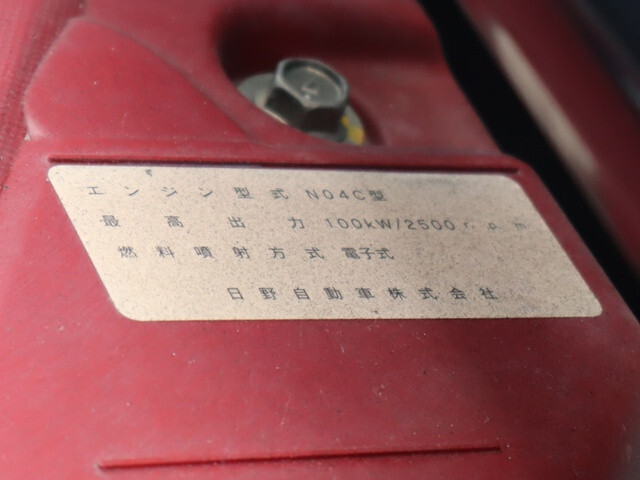 エンジン型式 N04C型
最高出力 100kW/2500r.p.m
燃料噴射方式 電子式
日野自動車株式会社